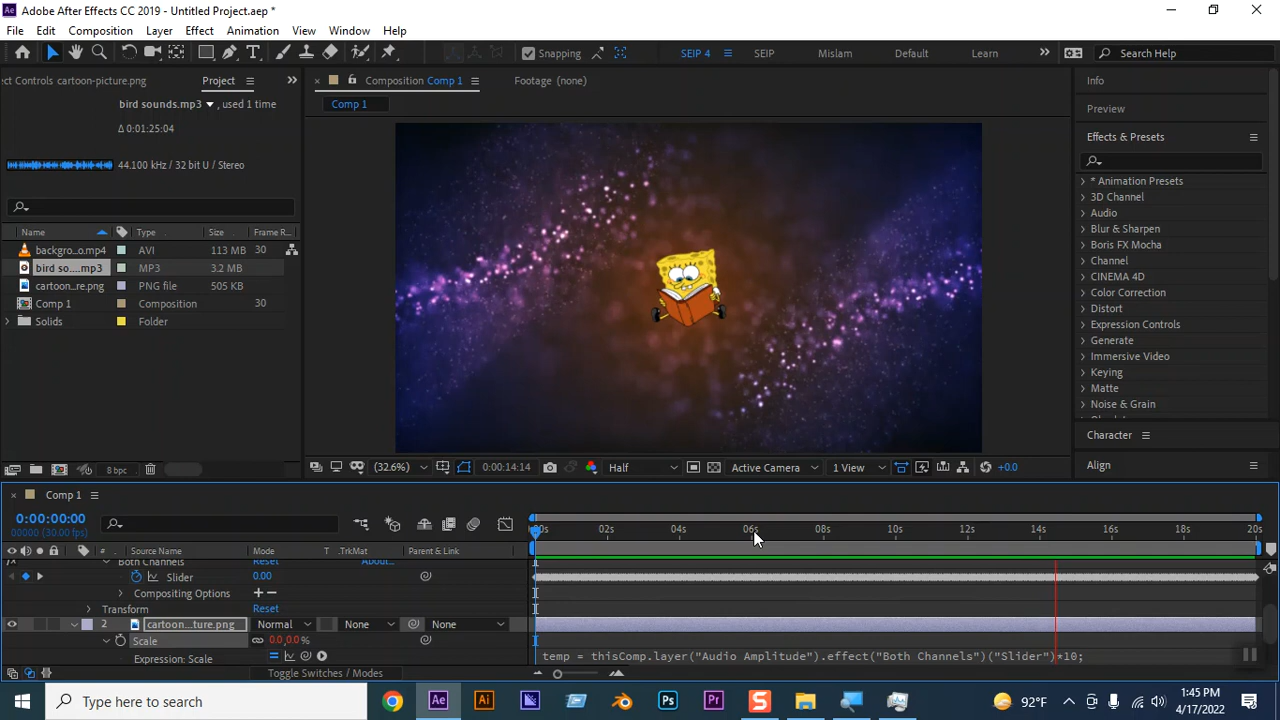 Ae Adobe After Effects CC 2019 - Untitled Project.aep *
File Edit Composition Layer Effect Animation View Window Help
Snapping SEIP 4 SEIP Mislam Default Learn Search Help
ct Controls cartoon-picture.png Project
Composition Comp 1 Footage (none)
Comp 1
bird sounds.mp3 , used 1 time
Δ 0:01:25:04
44.100 kHz / 32 bit U / Stereo
Name Type Size Frame R...
backgro...o.mp4 AVI 113 MB 30
bird so....mp3 MP3 3.2 MB
cartoon...re.png PNG file 505 KB
Comp 1 Composition 30
Solids Folder
8 bpc
(32.6%) 0:00:14:14 Half Active Camera 1 View +0.0
Info
Preview
Effects & Presets
* Animation Presets
3D Channel
Audio
Blur & Sharpen
Boris FX Mocha
Channel
CINEMA 4D
Color Correction
Distort
Expression Controls
Generate
Immersive Video
Keying
Matte
Noise & Grain
Character
Align
Comp 1
0:00:00:00
00000 (30.00 fps)
00s 02s 04s 06s 08s 10s 12s 14s 16s 18s 20s
# Source Name Mode T .TrkMat Parent & Link
fx Both Channels Reset About...
Slider 0.00
Compositing Options + –
Transform Reset
2 cartoon...ture.png Normal None None
Scale 0.0,0.0 %
Expression: Scale
temp = thisComp.layer("Audio Amplitude").effect("Both Channels")("Slider")*10;
Toggle Switches / Modes
Type here to search
Ae Ai Ps Pr S
92°F
1:45 PM
4/17/2022